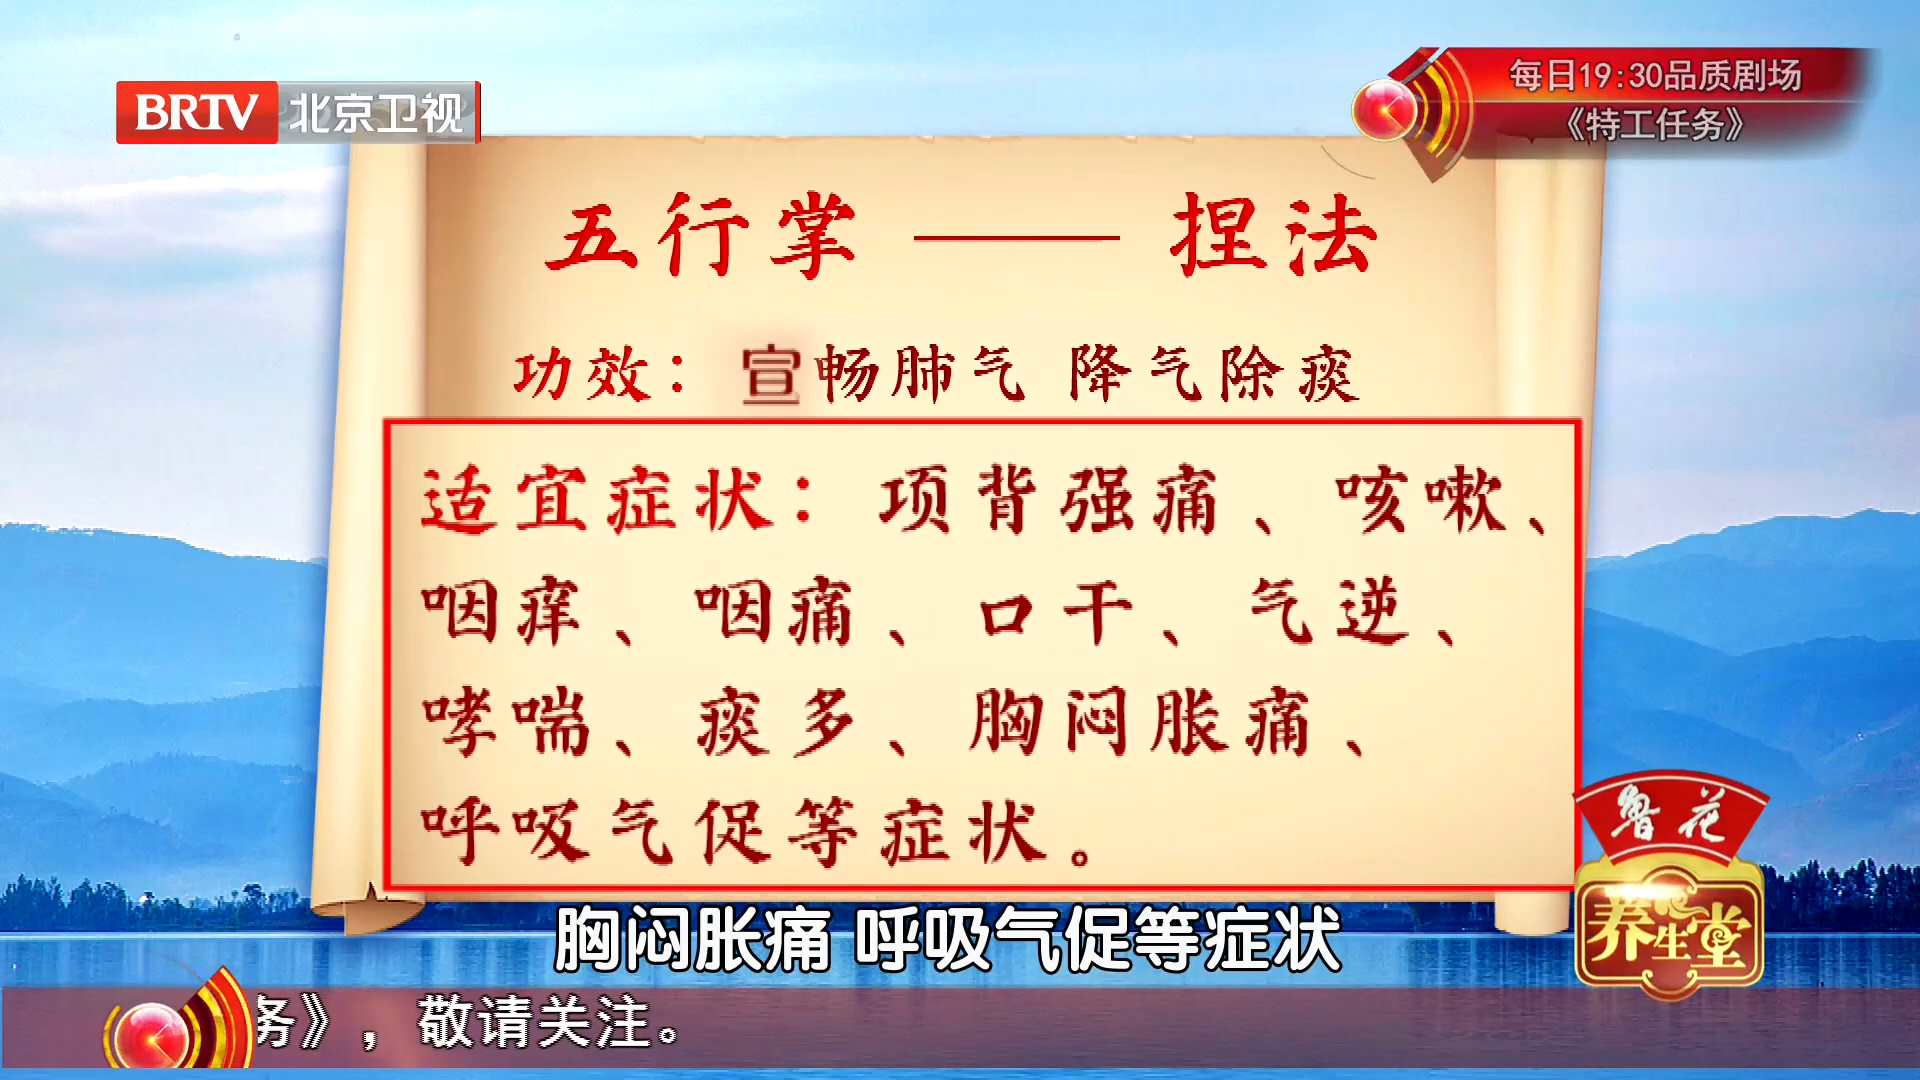 BRTV 北京卫视
每日19:30品质剧场
《特工任务》
五行掌——捏法
功效：宣畅肺气 降气除痰
适宜症状：项背强痛、咳嗽、
咽痒、咽痛、口干、气逆、
哮喘、痰多、胸闷胀痛、
呼吸气促等症状。
鲁花
养生堂
胸闷胀痛 呼吸气促等症状
务》，敬请关注。